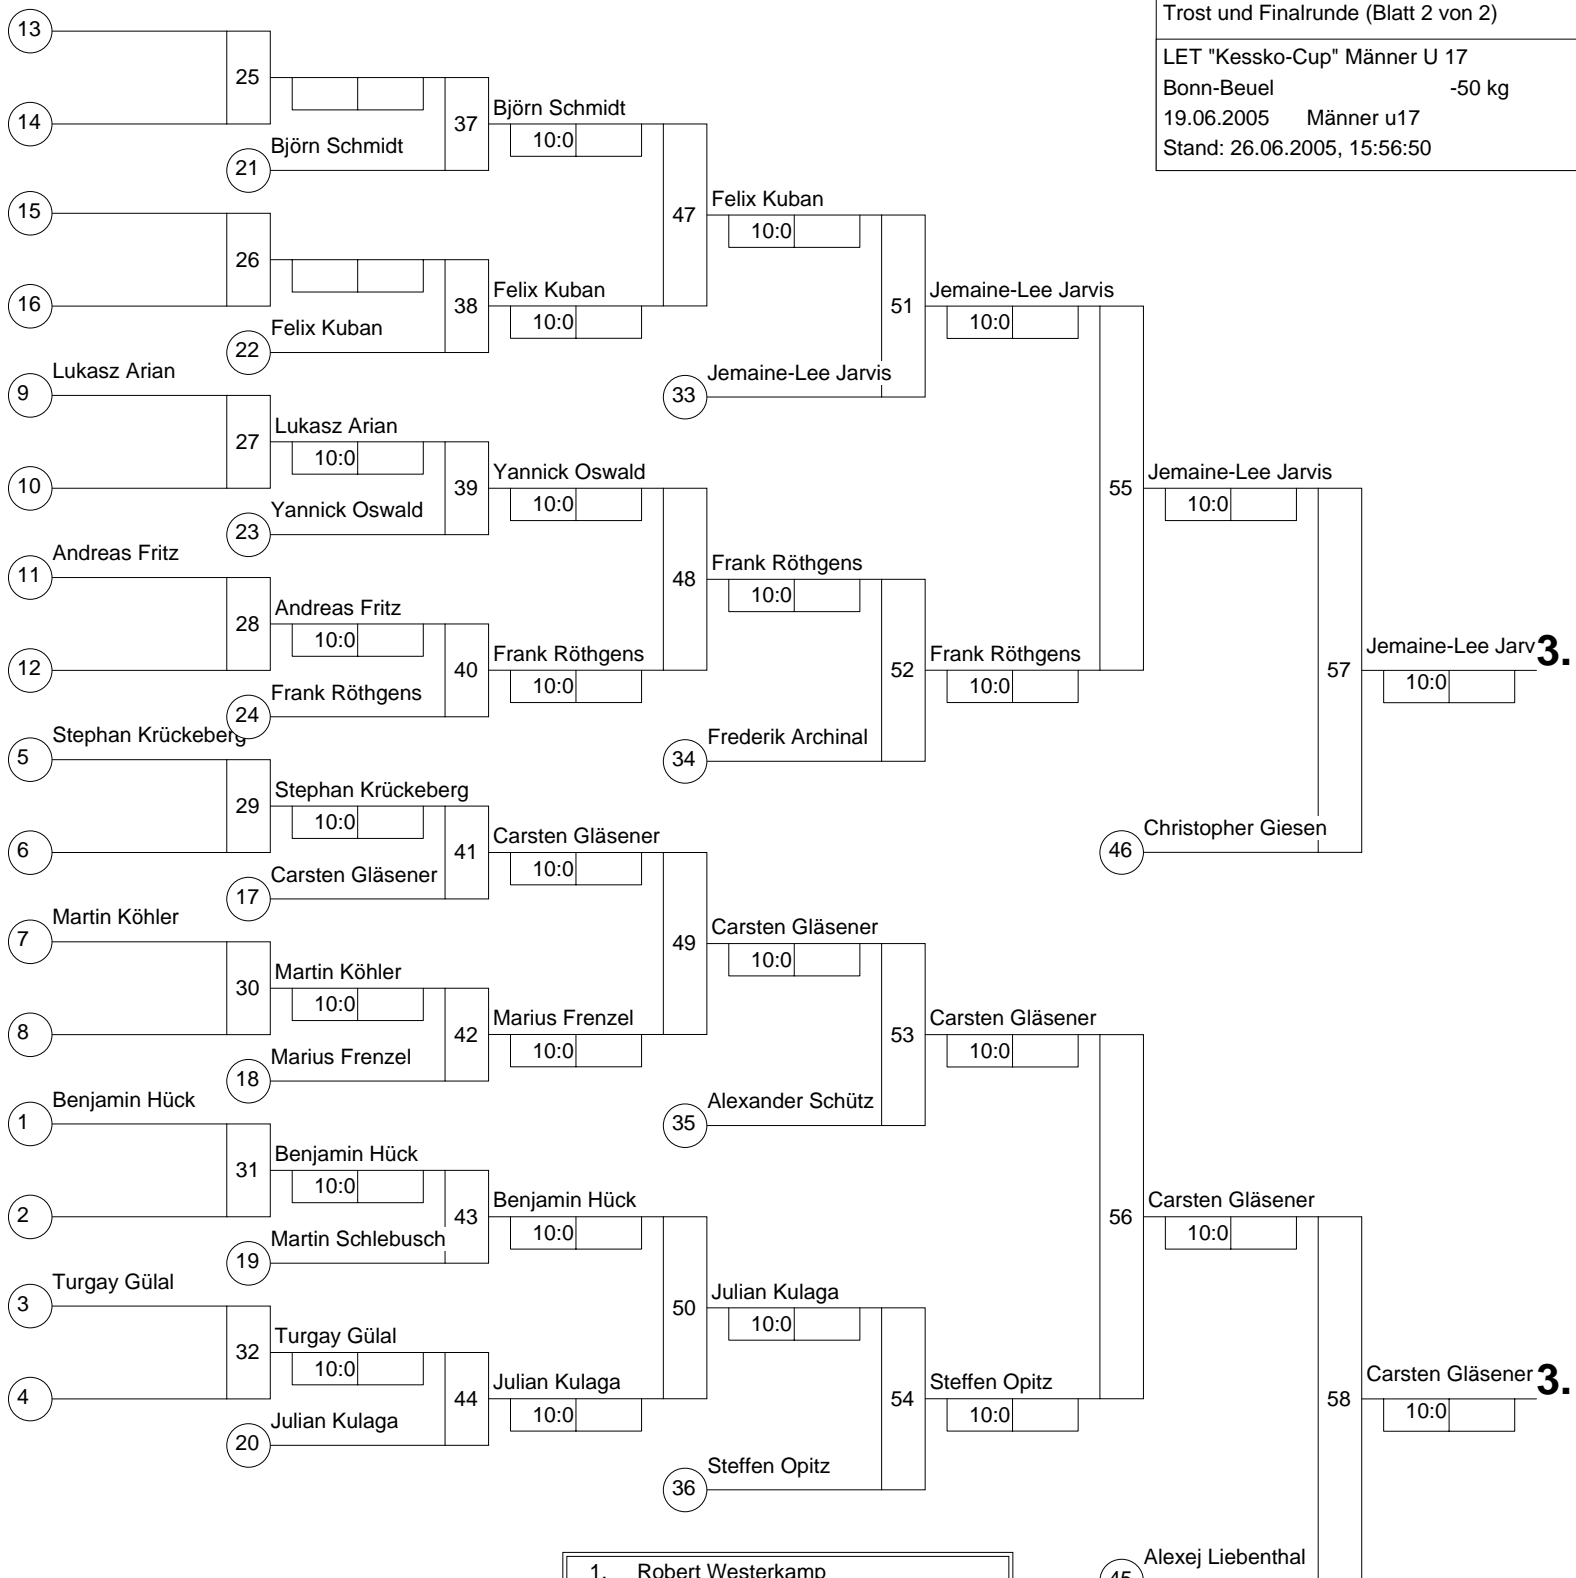 Trost und Finalrunde (Blatt 2 von 2)
LET "Kessko-Cup" Männer U 17
Bonn-Beuel -50 kg
19.06.2005 Männer u17
Stand: 26.06.2005, 15:56:50
13
25
14
21 Björn Schmidt
37 Björn Schmidt
10:0
15
26
16
22 Felix Kuban
38 Felix Kuban
10:0
47 Felix Kuban
10:0
33 Jemaine-Lee Jarvis
51 Jemaine-Lee Jarvis
10:0
9 Lukasz Arian
27 Lukasz Arian
10:0
10
23 Yannick Oswald
39 Yannick Oswald
10:0
11 Andreas Fritz
28 Andreas Fritz
10:0
12
24 Frank Röthgens
40 Frank Röthgens
10:0
48 Frank Röthgens
10:0
34 Frederik Archinal
52 Frank Röthgens
10:0
55 Jemaine-Lee Jarvis
10:0
46 Christopher Giesen
57 Jemaine-Lee Jarv 3.
10:0
5 Stephan Krückeberg
29 Stephan Krückeberg
10:0
6
17 Carsten Gläsener
41 Carsten Gläsener
10:0
7 Martin Köhler
30 Martin Köhler
10:0
8
18 Marius Frenzel
42 Marius Frenzel
10:0
49 Carsten Gläsener
10:0
35 Alexander Schütz
53 Carsten Gläsener
10:0
1 Benjamin Hück
31 Benjamin Hück
10:0
2
19 Martin Schlebusch
43 Benjamin Hück
10:0
3 Turgay Gülal
32 Turgay Gülal
10:0
4
20 Julian Kulaga
44 Julian Kulaga
10:0
50 Julian Kulaga
10:0
36 Steffen Opitz
54 Steffen Opitz
10:0
56 Carsten Gläsener
10:0
45 Alexej Liebenthal
58 Carsten Gläsener 3.
10:0
1. Robert Westerkamp